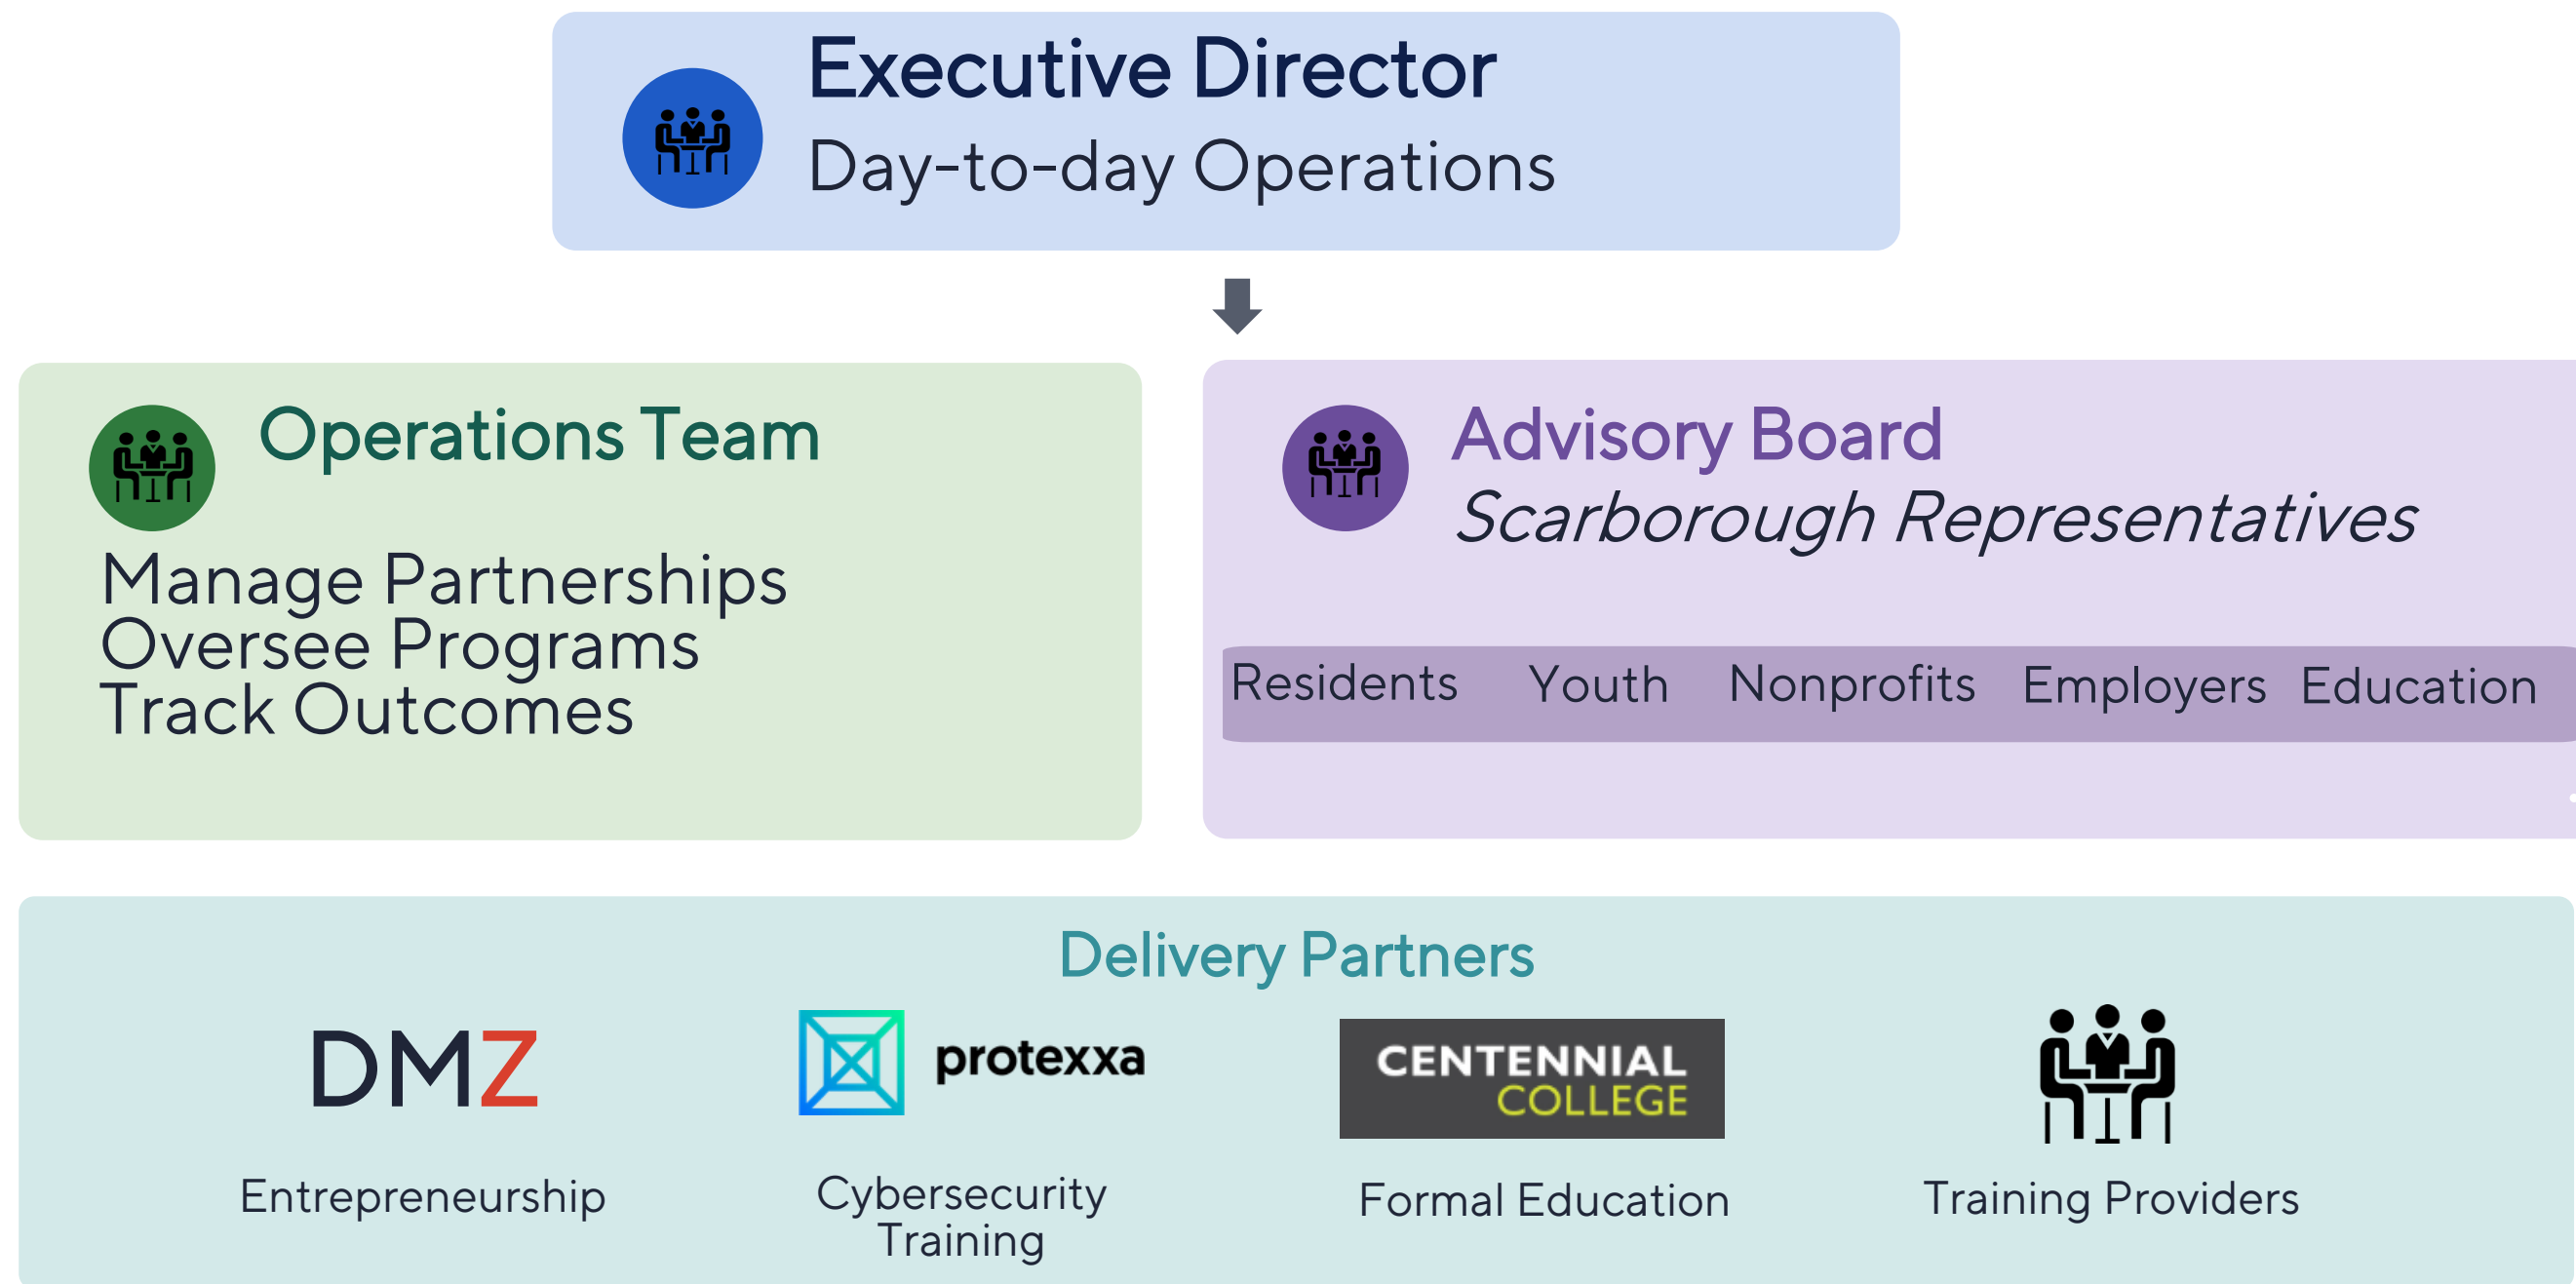 Executive Director
Day-to-day Operations
Operations Team
Manage Partnerships
Oversee Programs
Track Outcomes
Advisory Board
Scarborough Representatives
Residents Youth Nonprofits Employers Education
Delivery Partners
DMZ
Entrepreneurship
protexxa
Cybersecurity
Training
CENTENNIAL
COLLEGE
Formal Education
Training Providers